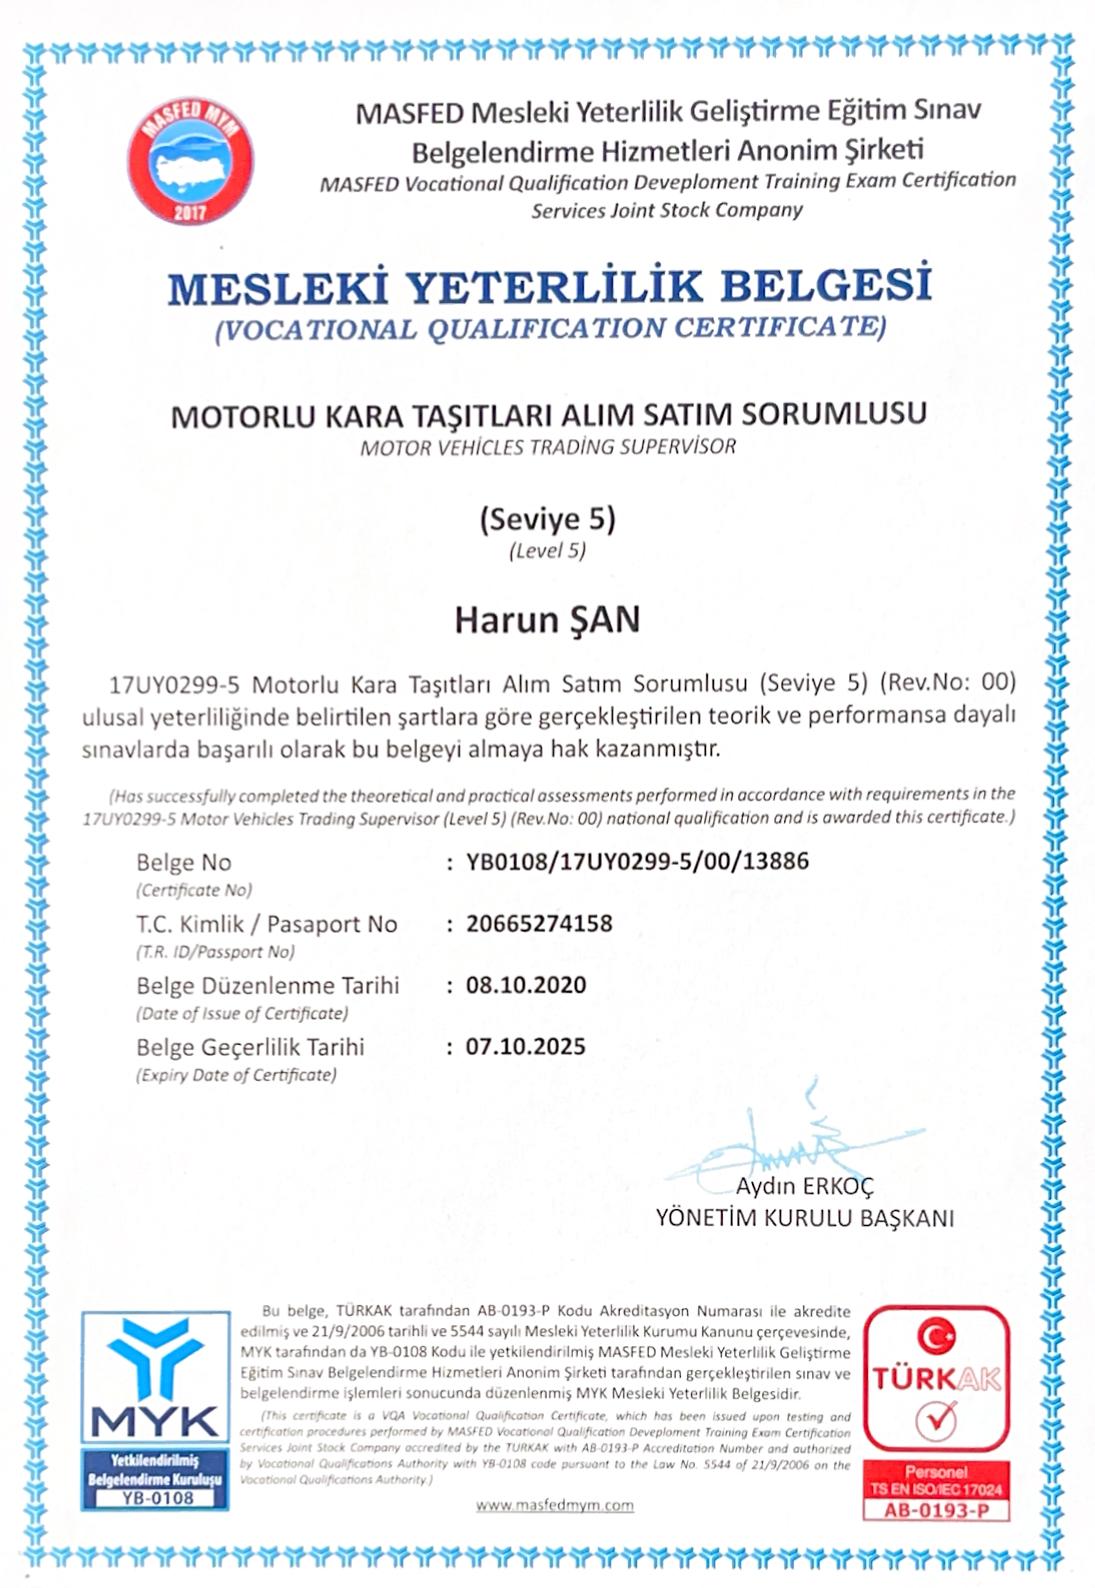 MASFED MYM
2017
MASFED Mesleki Yeterlilik Geliştirme Eğitim Sınav
Belgelendirme Hizmetleri Anonim Şirketi
MASFED Vocational Qualification Deveploment Training Exam Certification
Services Joint Stock Company
MESLEKİ YETERLİLİK BELGESİ
(VOCATIONAL QUALIFICATION CERTIFICATE)
MOTORLU KARA TAŞITLARI ALIM SATIM SORUMLUSU
MOTOR VEHİCLES TRADİNG SUPERVİSOR
(Seviye 5)
(Level 5)
Harun ŞAN
17UY0299-5 Motorlu Kara Taşıtları Alım Satım Sorumlusu (Seviye 5) (Rev.No: 00)
ulusal yeterliliğinde belirtilen şartlara göre gerçekleştirilen teorik ve performansa dayalı
sınavlarda başarılı olarak bu belgeyi almaya hak kazanmıştır.
(Has successfully completed the theoretical and practical assessments performed in accordance with requirements in the
17UY0299-5 Motor Vehicles Trading Supervisor (Level 5) (Rev.No: 00) national qualification and is awarded this certificate.)
Belge No : YB0108/17UY0299-5/00/13886
(Certificate No)
T.C. Kimlik / Pasaport No : 20665274158
(T.R. ID/Passport No)
Belge Düzenlenme Tarihi : 08.10.2020
(Date of Issue of Certificate)
Belge Geçerlilik Tarihi : 07.10.2025
(Expiry Date of Certificate)
Aydın ERKOÇ
YÖNETİM KURULU BAŞKANI
Bu belge, TÜRKAK tarafından AB-0193-P Kodu Akreditasyon Numarası ile akredite
edilmiş ve 21/9/2006 tarihli ve 5544 sayılı Mesleki Yeterlilik Kurumu Kanunu çerçevesinde,
MYK tarafından da YB-0108 Kodu ile yetkilendirilmiş MASFED Mesleki Yeterlilik Geliştirme
Eğitim Sınav Belgelendirme Hizmetleri Anonim Şirketi tarafından gerçekleştirilen sınav ve
belgelendirme işlemleri sonucunda düzenlenmiş MYK Mesleki Yeterlilik Belgesidir.
(This certificate is a VQA Vocational Qualification Certificate, which has been issued upon testing and
certification procedures performed by MASFED Vocational Qualification Deveploment Training Exam Certification
Services Joint Stock Company accredited by the TURKAK with AB-0193-P Accreditation Number and authorized
by Vocational Qualifications Authority with YB-0108 code pursuant to the Law No. 5544 of 21/9/2006 on the
Vocational Qualifications Authority.)
www.masfedmym.com
MYK
Yetkilendirilmiş
Belgelendirme Kuruluşu
YB-0108
TÜRKAK
Personel
TS EN ISO/IEC 17024
AB-0193-P